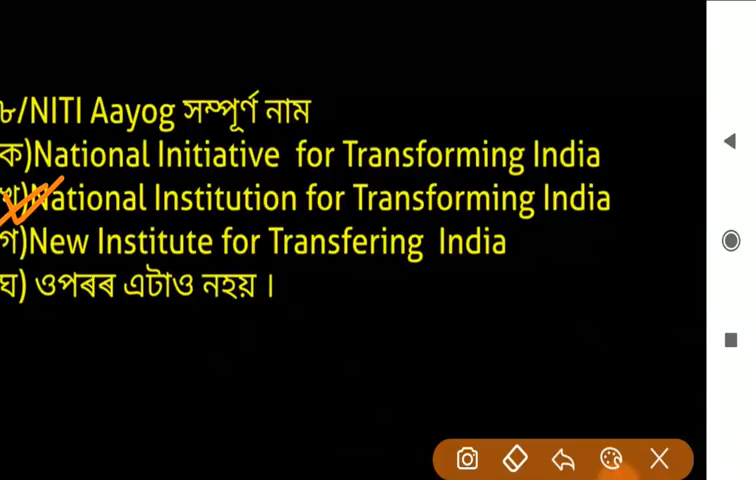 ৮/NITI Aayog সম্পূৰ্ণ নাম
ক)National Initiative for Transforming India
খ)National Institution for Transforming India
গ)New Institute for Transfering India
ঘ) ওপৰৰ এটাও নহয় ।